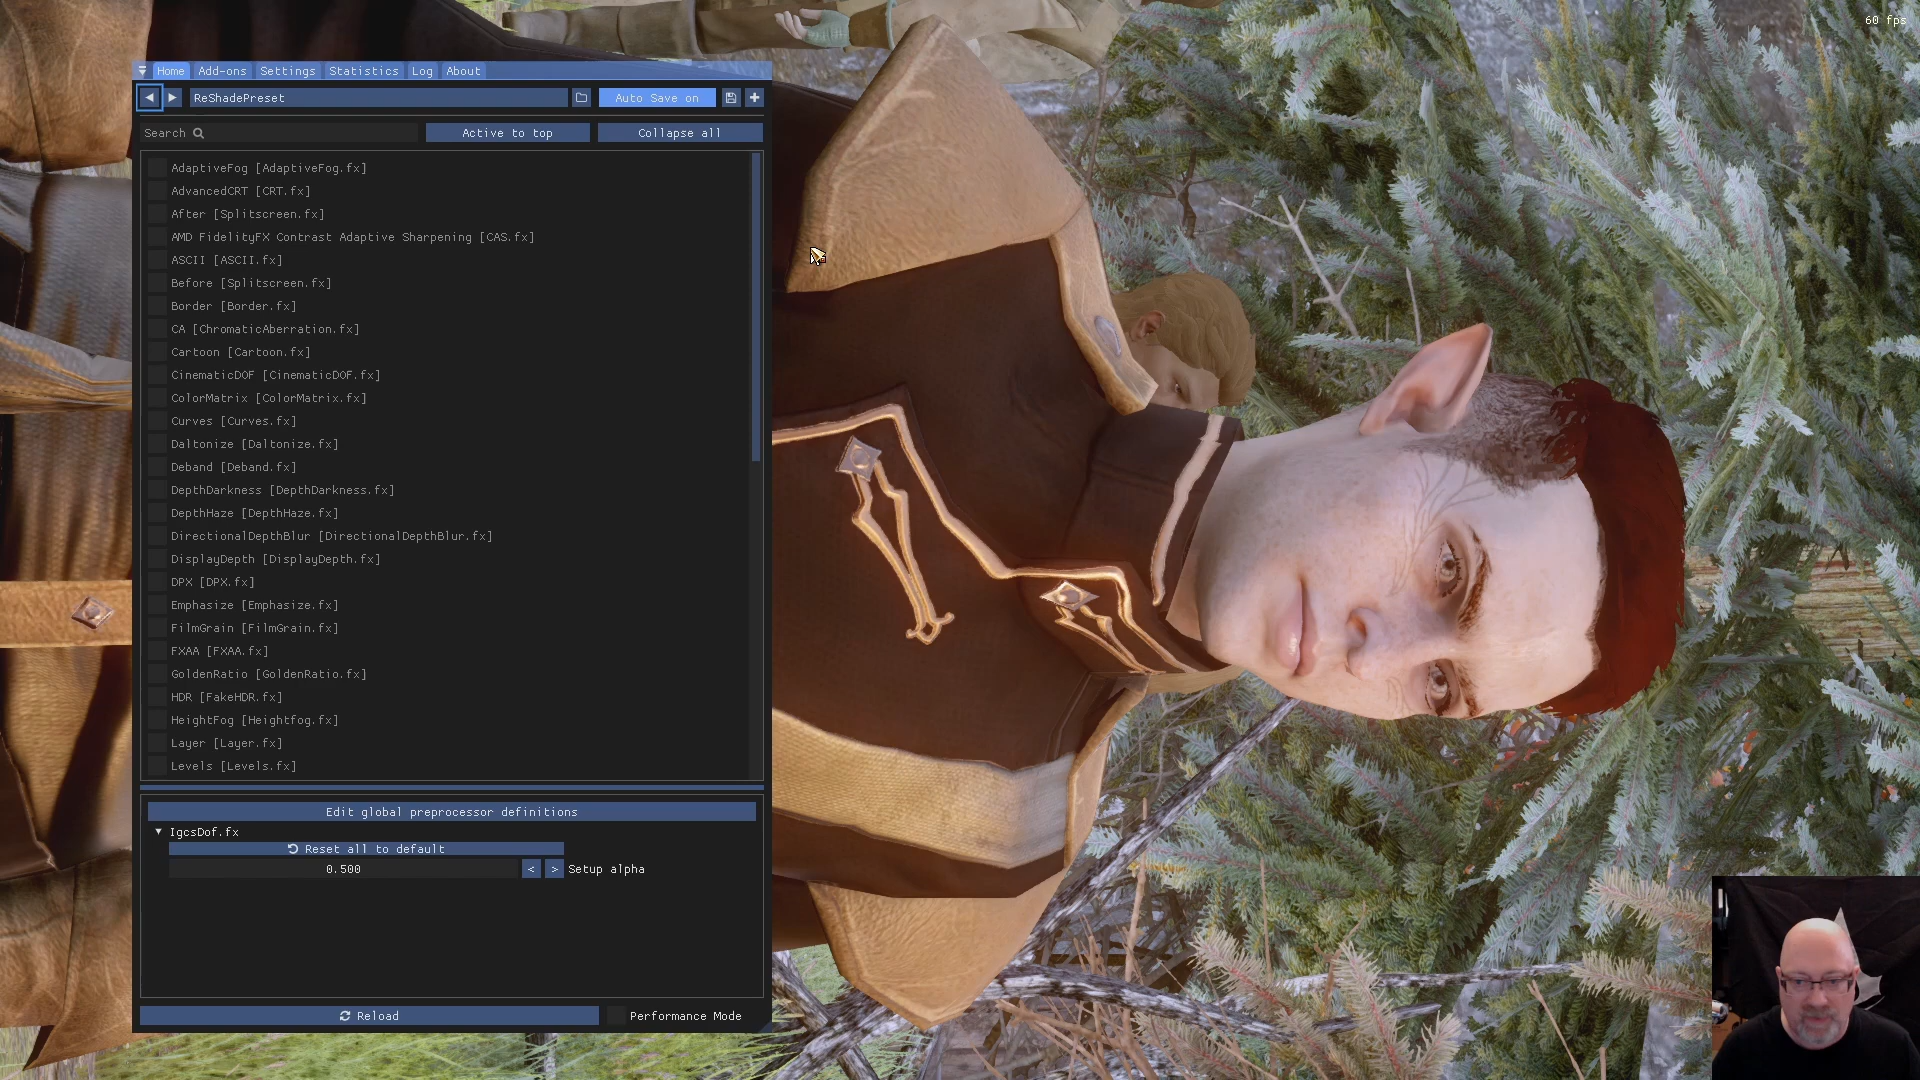 60 fps
Home Add-ons Settings Statistics Log About
ReShadePreset Auto Save on
Search Active to top Collapse all
AdaptiveFog [AdaptiveFog.fx]
AdvancedCRT [CRT.fx]
After [Splitscreen.fx]
AMD FidelityFX Contrast Adaptive Sharpening [CAS.fx]
ASCII [ASCII.fx]
Before [Splitscreen.fx]
Border [Border.fx]
CA [ChromaticAberration.fx]
Cartoon [Cartoon.fx]
CinematicDOF [CinematicDOF.fx]
ColorMatrix [ColorMatrix.fx]
Curves [Curves.fx]
Daltonize [Daltonize.fx]
Deband [Deband.fx]
DepthDarkness [DepthDarkness.fx]
DepthHaze [DepthHaze.fx]
DirectionalDepthBlur [DirectionalDepthBlur.fx]
DisplayDepth [DisplayDepth.fx]
DPX [DPX.fx]
Emphasize [Emphasize.fx]
FilmGrain [FilmGrain.fx]
FXAA [FXAA.fx]
GoldenRatio [GoldenRatio.fx]
HDR [FakeHDR.fx]
HeightFog [Heightfog.fx]
Layer [Layer.fx]
Levels [Levels.fx]
Edit global preprocessor definitions
IgcsDof.fx
Reset all to default
0.500 < > Setup alpha
Reload Performance Mode